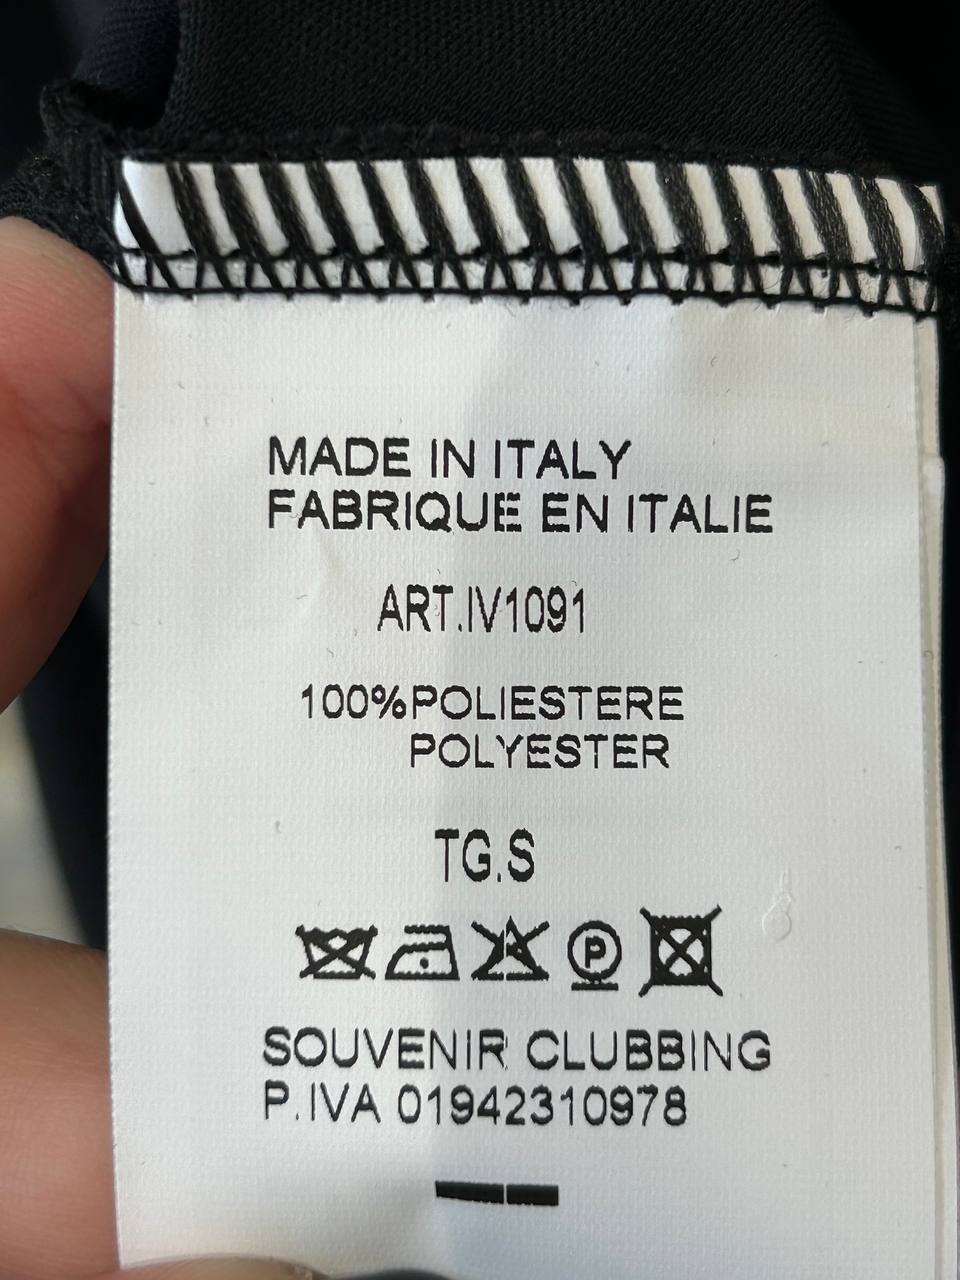 MADE IN ITALY
FABRIQUE EN ITALIE
ART.IV1091
100%POLIESTERE
POLYESTER
TG.S
P
SOUVENIR CLUBBING
P.IVA 01942310978